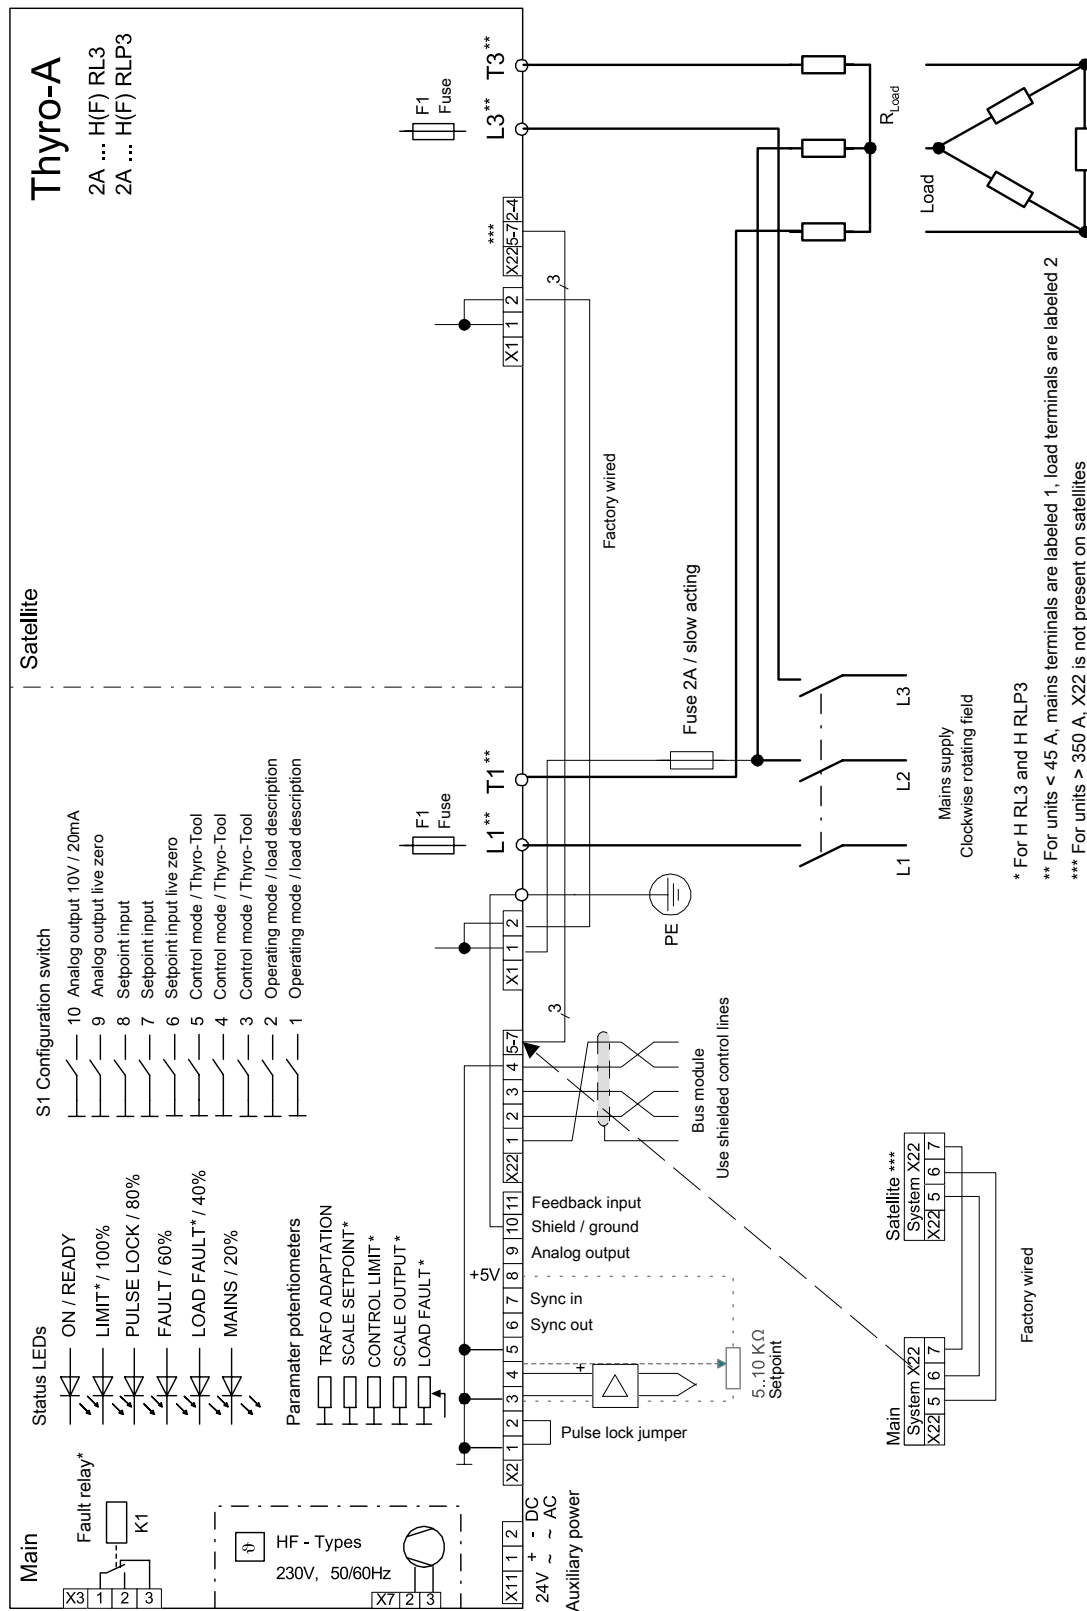 Thyro-A
2A ... H(F) RL3
2A ... H(F) RLP3
Main
Satellite
Fault relay*
K1
X3 1 2 3
ϑ HF - Types
230V, 50/60Hz
X7 2 3
Status LEDs
ON / READY
LIMIT* / 100%
PULSE LOCK / 80%
FAULT / 60%
LOAD FAULT* / 40%
MAINS / 20%
Paramater potentiometers
TRAFO ADAPTATION
SCALE SETPOINT*
CONTROL LIMIT*
SCALE OUTPUT*
LOAD FAULT*
S1 Configuration switch
10 Analog output 10V / 20mA
9 Analog output live zero
8 Setpoint input
7 Setpoint input
6 Setpoint input live zero
5 Control mode / Thyro-Tool
4 Control mode / Thyro-Tool
3 Control mode / Thyro-Tool
2 Operating mode / load description
1 Operating mode / load description
F1
Fuse
L1** T1**
F1
Fuse
L3** T3**
X11 1 2
24V + - DC
~ ~ AC
Auxiliary power
X2 1 2 3 4 5 6 7 8 9 10 11
+5V
Pulse lock jumper
+
5..10 KΩ
Setpoint
Sync out
Sync in
Analog output
Shield / ground
Feedback input
X22 1 2 3 4 5-7
3
Bus module
Use shielded control lines
X1 1 2
PE
X1 1 2
***
X22 5-7 2-4
3
Factory wired
Fuse 2A / slow acting
L1 L2 L3
Mains supply
Clockwise rotating field
RLoad
Load
Main
System X22
X22 5 6 7
Satellite ***
System X22
X22 5 6 7
Factory wired
* For H RL3 and H RLP3
** For units < 45 A, mains terminals are labeled 1, load terminals are labeled 2
*** For units > 350 A, X22 is not present on satellites